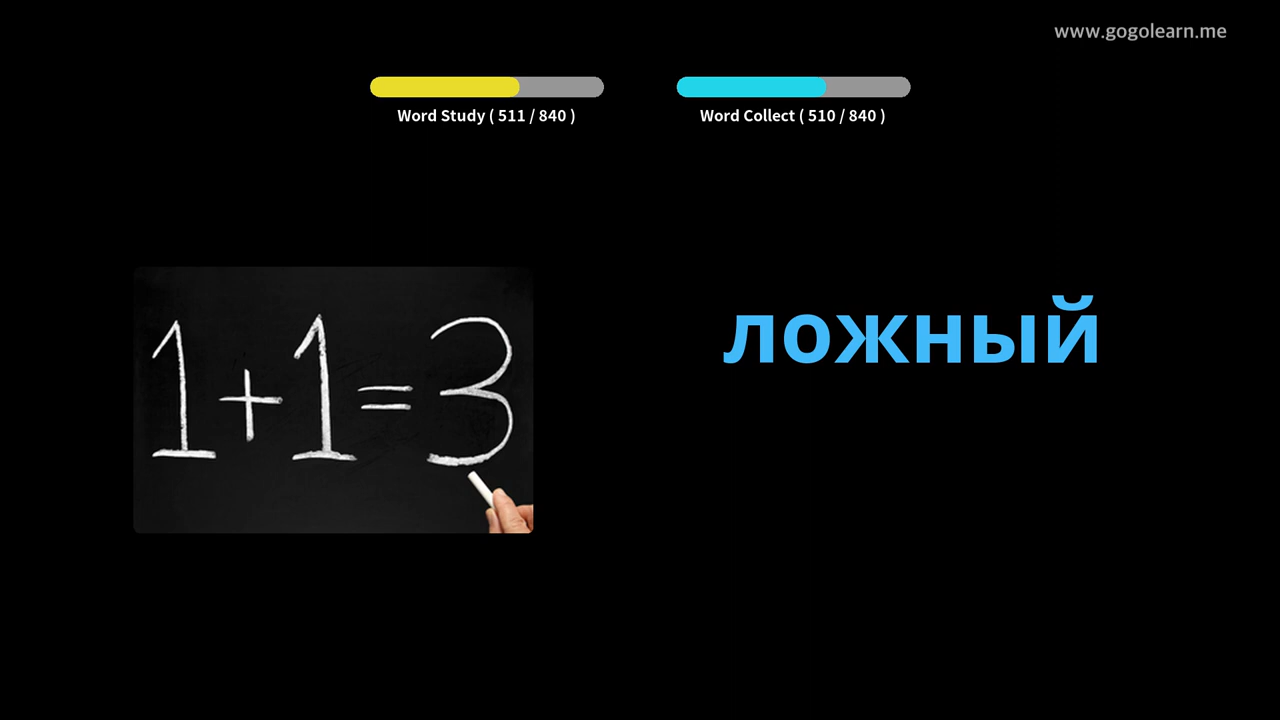 www.gogolearn.me
Word Study ( 511 / 840 )
Word Collect ( 510 / 840 )
1+1=3
ложный